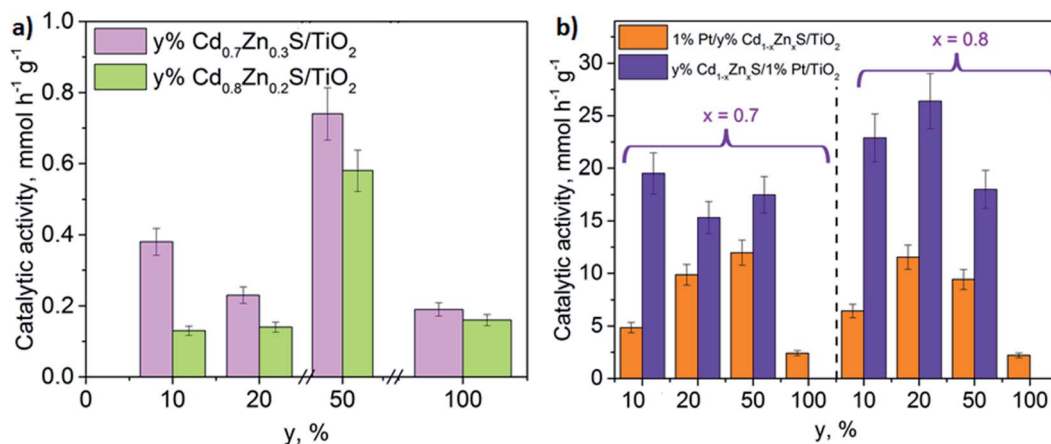 a)
y% Cd0.7Zn0.3S/TiO2
y% Cd0.8Zn0.2S/TiO2
Catalytic activity, mmol h-1 g-1
1.0
0.8
0.6
0.4
0.2
0.0
0 10 20 50 100
y, %
b)
1% Pt/y% Cd1-xZnxS/TiO2
y% Cd1-xZnxS/1% Pt/TiO2
x = 0.7
x = 0.8
Catalytic activity, mmol h-1 g-1
30
25
20
15
10
5
0
10 20 50 100 10 20 50 100
y, %